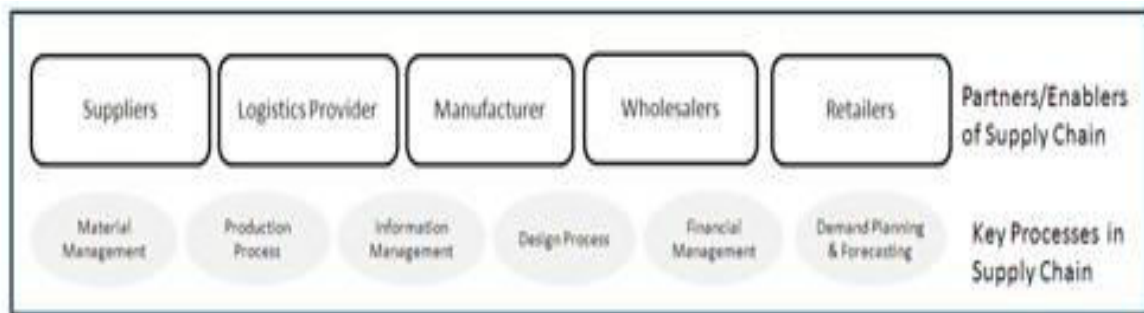 Suppliers
Logistics Provider
Manufacturer
Wholesalers
Retailers
Partners/Enablers
of Supply Chain
Material
Management
Production
Process
Information
Management
Design Process
Financial
Management
Demand Planning
& Forecasting
Key Processes in
Supply Chain